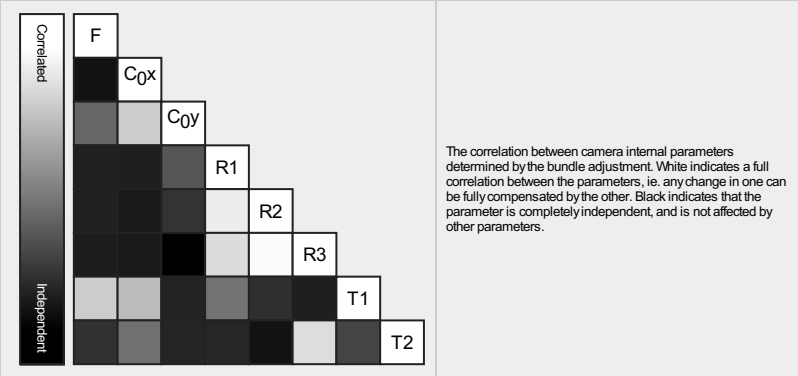 Correlated
Independent
F
C0x
C0y
R1
R2
R3
T1
T2
The correlation between camera internal parameters
determined by the bundle adjustment. White indicates a full
correlation between the parameters, ie. any change in one can
be fully compensated by the other. Black indicates that the
parameter is completely independent, and is not affected by
other parameters.